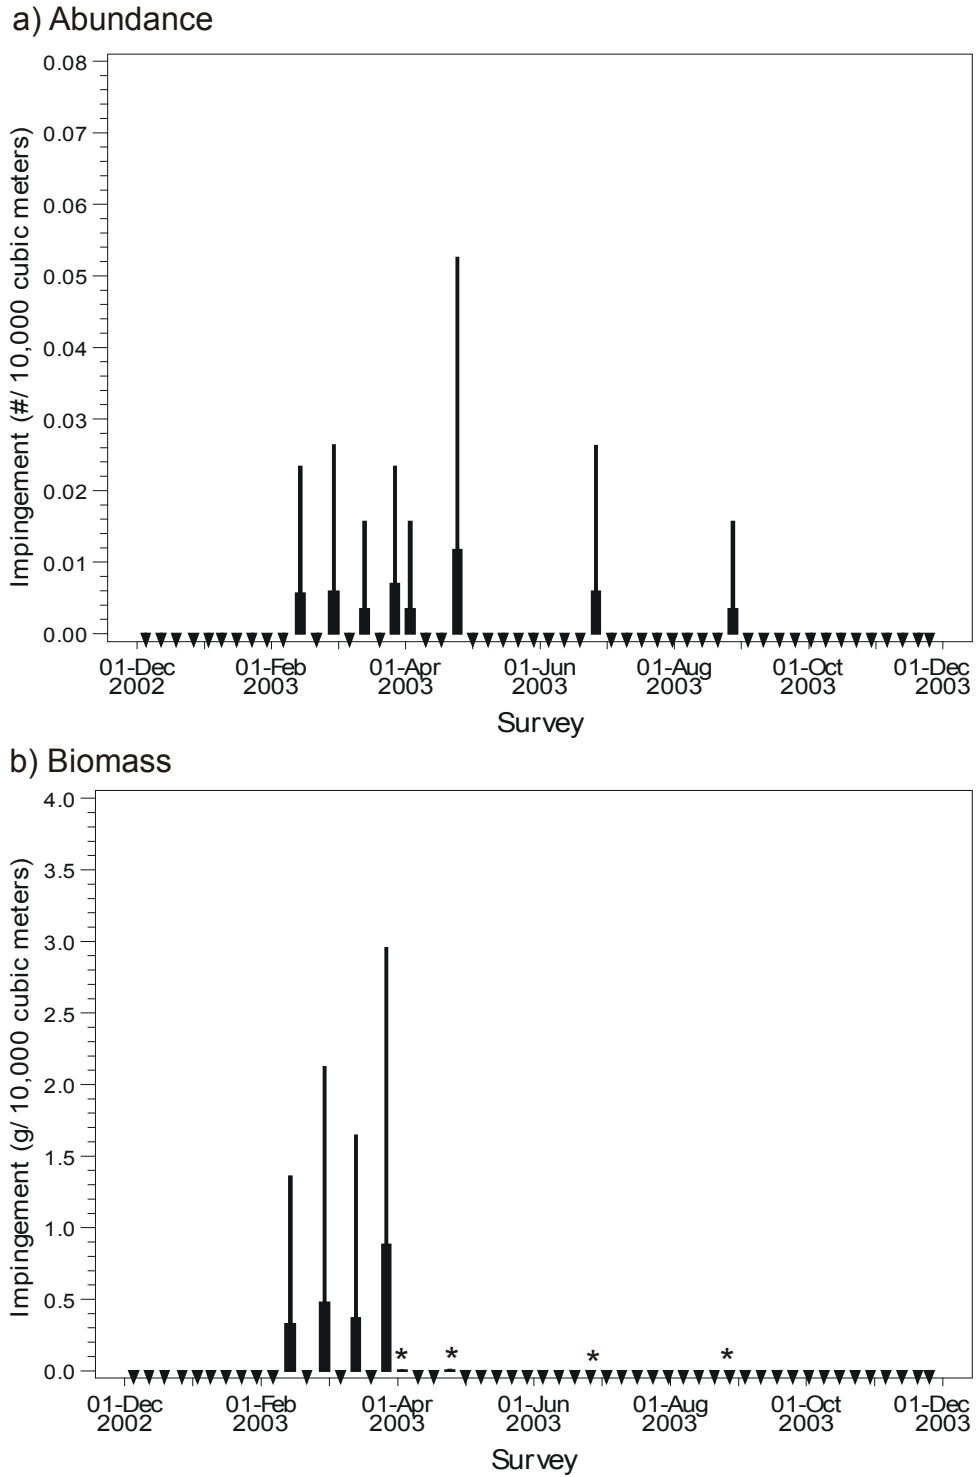 a) Abundance
0.08
0.07
0.06
0.05
0.04
0.03
0.02
0.01
0.00
Impingement (#/ 10,000 cubic meters)
01-Dec 01-Feb 01-Apr 01-Jun 01-Aug 01-Oct 01-Dec
2002 2003 2003 2003 2003 2003 2003
Survey
b) Biomass
4.0
3.5
3.0
2.5
2.0
1.5
1.0
0.5
0.0
Impingement (g/ 10,000 cubic meters)
* * * *
01-Dec 01-Feb 01-Apr 01-Jun 01-Aug 01-Oct 01-Dec
2002 2003 2003 2003 2003 2003 2003
Survey